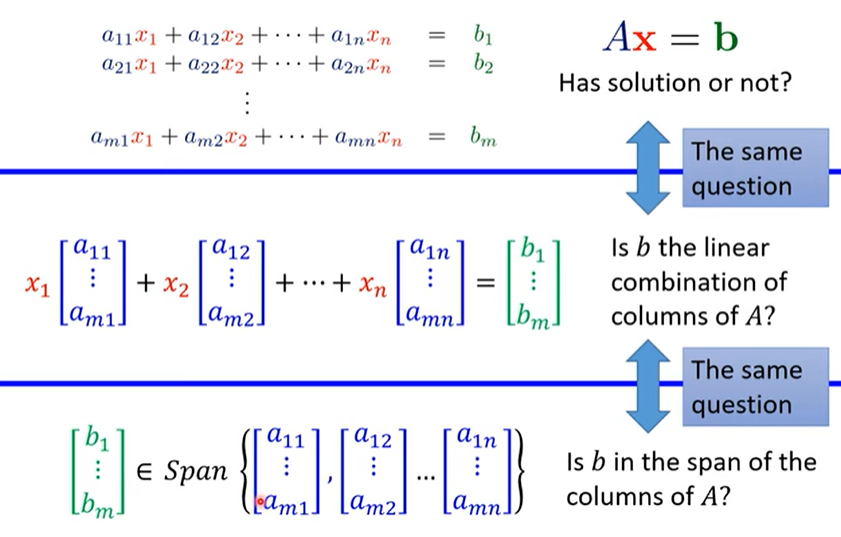 a₁₁x₁ + a₁₂x₂ + ⋯ + a₁ₙxₙ = b₁
a₂₁x₁ + a₂₂x₂ + ⋯ + a₂ₙxₙ = b₂
⋮
aₘ₁x₁ + aₘ₂x₂ + ⋯ + aₘₙxₙ = bₘ
Ax = b
Has solution or not?
The same
question
x₁ [a₁₁ ⋮ aₘ₁] + x₂ [a₁₂ ⋮ aₘ₂] + ⋯ + xₙ [a₁ₙ ⋮ aₘₙ] = [b₁ ⋮ bₘ]
Is b the linear
combination of
columns of A?
The same
question
[b₁ ⋮ bₘ] ∈ Span {[a₁₁ ⋮ aₘ₁], [a₁₂ ⋮ aₘ₂] … [a₁ₙ ⋮ aₘₙ]}
Is b in the span of the
columns of A?